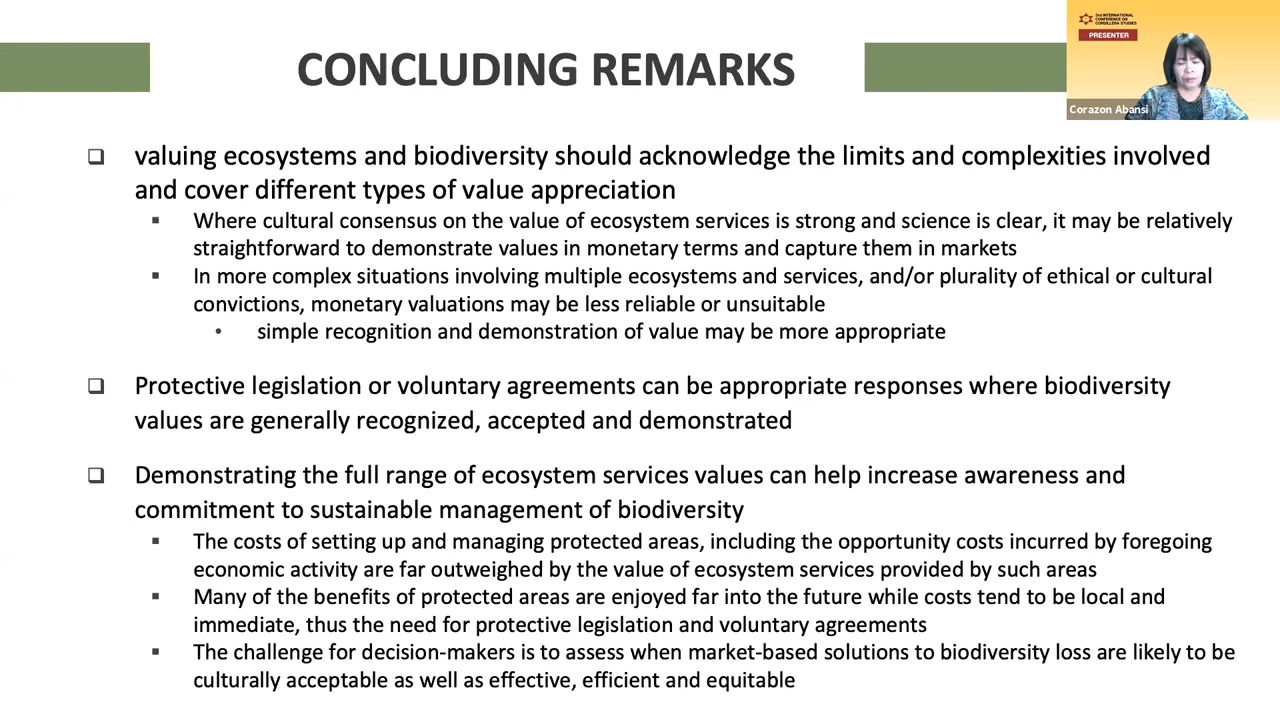 CONCLUDING REMARKS
3rd INTERNATIONAL
CONFERENCE ON
CORDILLERA STUDIES
PRESENTER
Corazon Abansi
valuing ecosystems and biodiversity should acknowledge the limits and complexities involved
and cover different types of value appreciation
Where cultural consensus on the value of ecosystem services is strong and science is clear, it may be relatively
straightforward to demonstrate values in monetary terms and capture them in markets
In more complex situations involving multiple ecosystems and services, and/or plurality of ethical or cultural
convictions, monetary valuations may be less reliable or unsuitable
simple recognition and demonstration of value may be more appropriate
Protective legislation or voluntary agreements can be appropriate responses where biodiversity
values are generally recognized, accepted and demonstrated
Demonstrating the full range of ecosystem services values can help increase awareness and
commitment to sustainable management of biodiversity
The costs of setting up and managing protected areas, including the opportunity costs incurred by foregoing
economic activity are far outweighed by the value of ecosystem services provided by such areas
Many of the benefits of protected areas are enjoyed far into the future while costs tend to be local and
immediate, thus the need for protective legislation and voluntary agreements
The challenge for decision-makers is to assess when market-based solutions to biodiversity loss are likely to be
culturally acceptable as well as effective, efficient and equitable